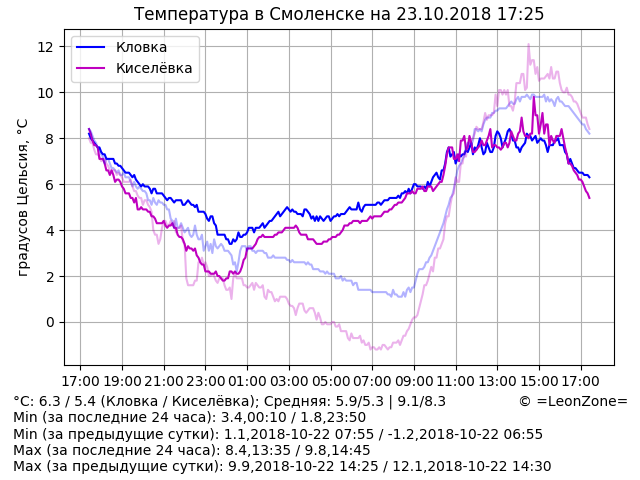 Температура в Смоленске на 23.10.2018 17:25
Кловка
Киселёвка
градусов Цельсия, °C
12
10
8
6
4
2
0
17:00 19:00 21:00 23:00 01:00 03:00 05:00 07:00 09:00 11:00 13:00 15:00 17:00
°C: 6.3 / 5.4 (Кловка / Киселёвка); Средняя: 5.9/5.3 | 9.1/8.3 © =LeonZone=
Min (за последние 24 часа): 3.4,00:10 / 1.8,23:50
Min (за предыдущие сутки): 1.1,2018-10-22 07:55 / -1.2,2018-10-22 06:55
Max (за последние 24 часа): 8.4,13:35 / 9.8,14:45
Max (за предыдущие сутки): 9.9,2018-10-22 14:25 / 12.1,2018-10-22 14:30